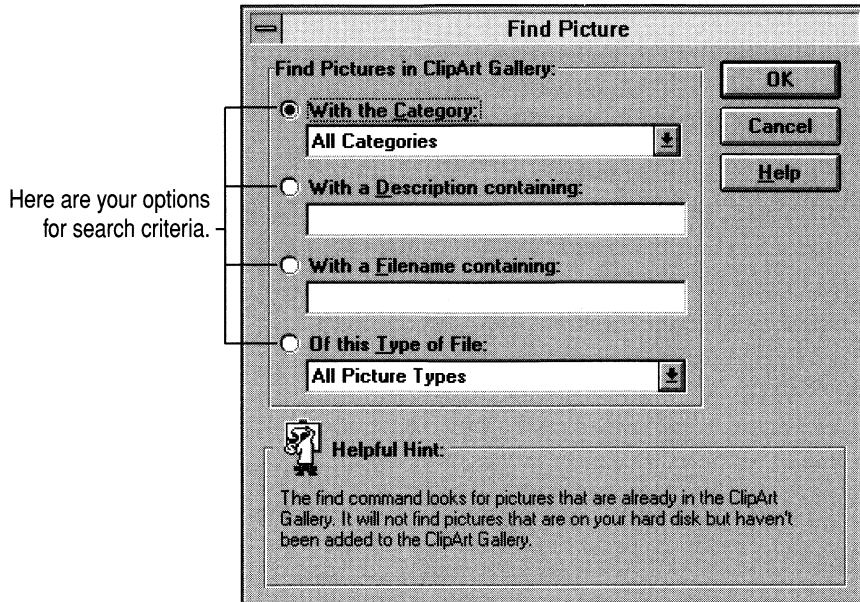 Find Picture
Find Pictures in ClipArt Gallery:
With the Category:
All Categories
With a Description containing:
With a Filename containing:
Of this Type of File:
All Picture Types
OK
Cancel
Help
Here are your options
for search criteria.
Helpful Hint:
The find command looks for pictures that are already in the ClipArt
Gallery. It will not find pictures that are on your hard disk but haven't
been added to the ClipArt Gallery.